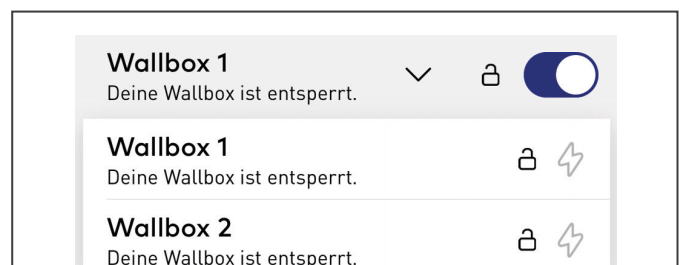 Wallbox 1
Deine Wallbox ist entsperrt.
Wallbox 1
Deine Wallbox ist entsperrt.
Wallbox 2
Deine Wallbox ist entsperrt.